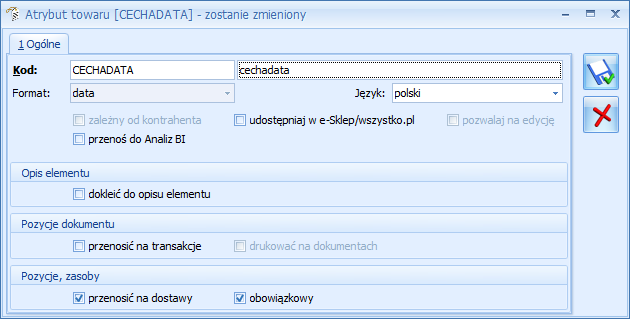 Atrybut towaru [CECHADATA] - zostanie zmieniony
1 Ogólne
Kod: CECHADATA cechadata
Format: data Język: polski
zależny od kontrahenta udostępniaj w e-Sklep/wszystko.pl pozwalaj na edycję
przenoś do Analiz BI
Opis elementu
dokleić do opisu elementu
Pozycje dokumentu
przenosić na transakcje drukować na dokumentach
Pozycje, zasoby
przenosić na dostawy obowiązkowy